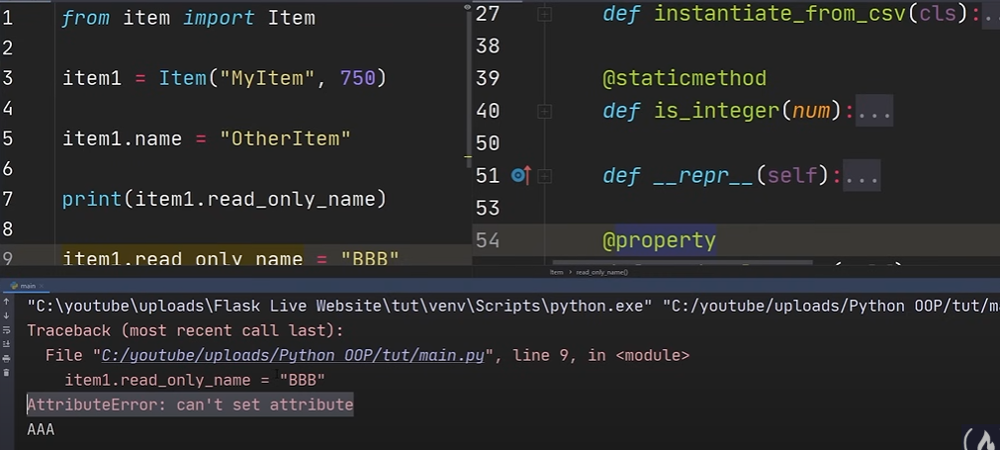 1 from item import Item
2
3 item1 = Item("MyItem", 750)
4
5 item1.name = "OtherItem"
6
7 print(item1.read_only_name)
8
9 item1.read_only_name = "BBB"
27 def instantiate_from_csv(cls):...
38
39 @staticmethod
40 def is_integer(num):...
50
51 def __repr__(self):...
53
54 @property
Item › read_only_name()
main
"C:\youtube\uploads\Flask Live Website\tut\venv\Scripts\python.exe" "C:/youtube/uploads/Python OOP/tut/m
Traceback (most recent call last):
File "C:/youtube/uploads/Python OOP/tut/main.py", line 9, in <module>
item1.read_only_name = "BBB"
AttributeError: can't set attribute
AAA